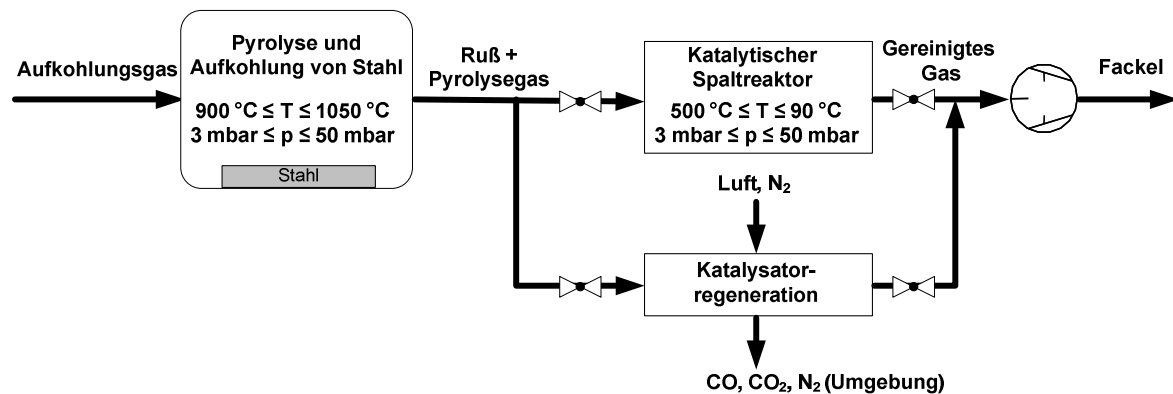 Aufkohlungsgas
Pyrolyse und
Aufkohlung von Stahl
900 °C ≤ T ≤ 1050 °C
3 mbar ≤ p ≤ 50 mbar
Stahl
Ruß +
Pyrolysegas
Katalytischer
Spaltreaktor
500 °C ≤ T ≤ 90 °C
3 mbar ≤ p ≤ 50 mbar
Gereinigtes
Gas
Fackel
Luft, N₂
Katalysator-
regeneration
CO, CO₂, N₂ (Umgebung)